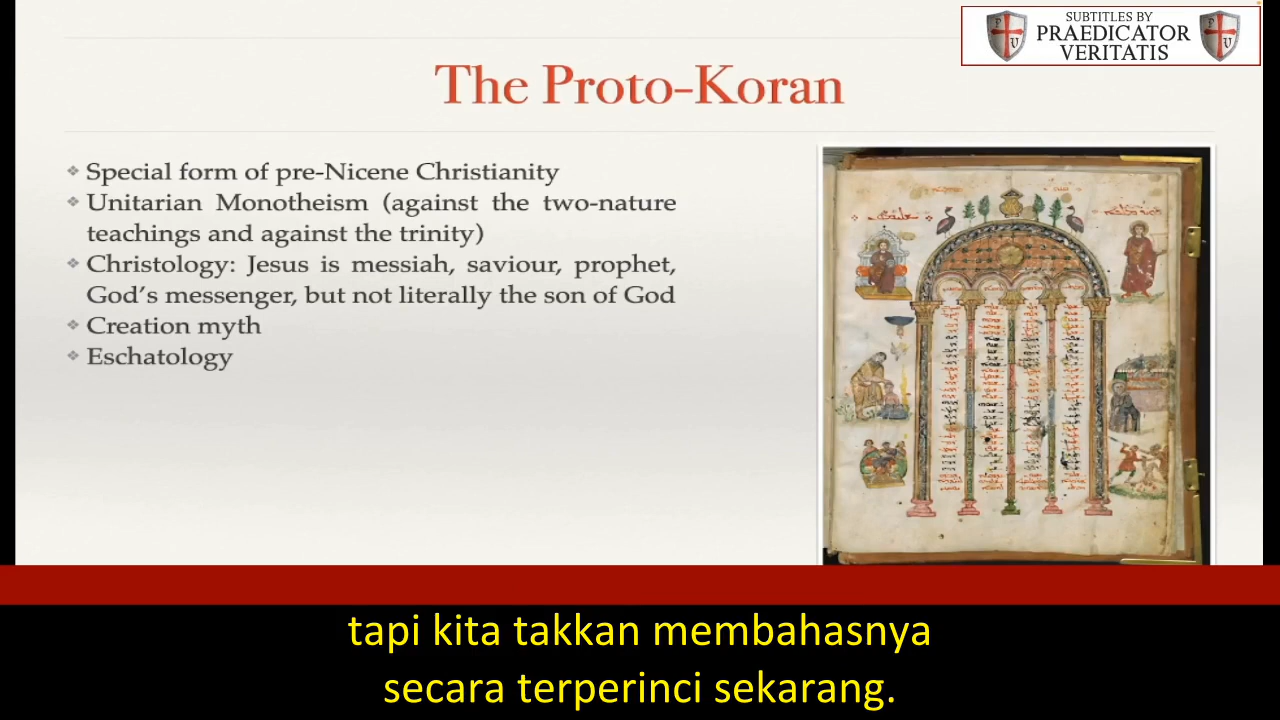 SUBTITLES BY
PRAEDICATOR
VERITATIS
The Proto-Koran
Special form of pre-Nicene Christianity
Unitarian Monotheism (against the two-nature
teachings and against the trinity)
Christology: Jesus is messiah, saviour, prophet,
God's messenger, but not literally the son of God
Creation myth
Eschatology
tapi kita takkan membahasnya
secara terperinci sekarang.